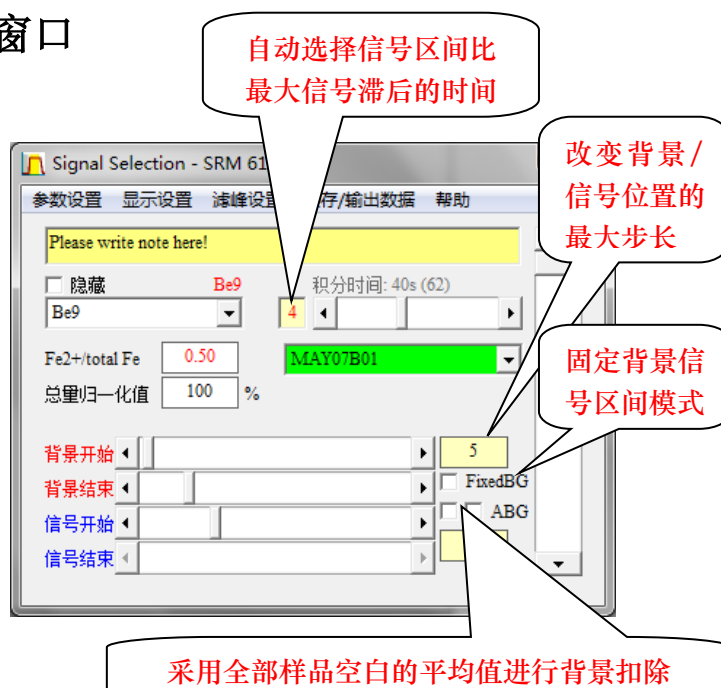 窗口
自动选择信号区间比
最大信号滞后的时间
改变背景/
信号位置的
最大步长
Signal Selection - SRM 61
参数设置 显示设置 滤峰设置 存/输出数据 帮助
Please write note here!
隐藏 Be9 积分时间: 40s (62)
Be9 4
Fe2+/total Fe 0.50 MAY07B01
总量归一化值 100 %
固定背景信
号区间模式
背景开始 5
背景结束 FixedBG
信号开始 ABG
信号结束
采用全部样品空白的平均值进行背景扣除